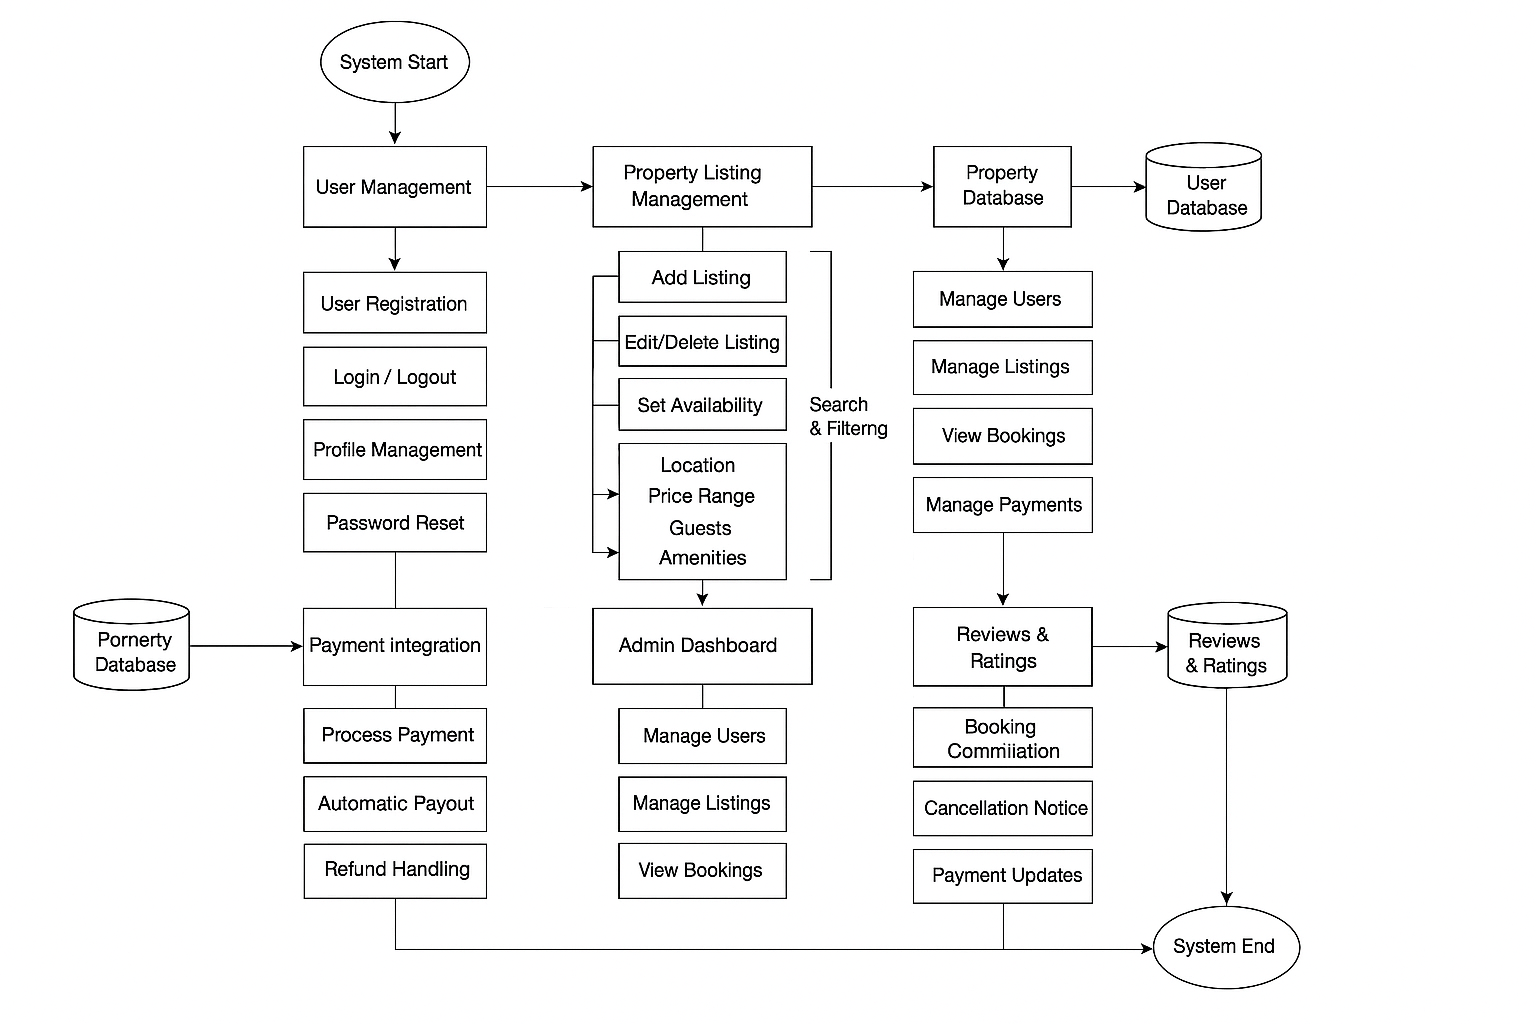 System Start
User Management
Property Listing
Management
Property
Database
User
Database
User Registration
Login / Logout
Profile Management
Password Reset
Add Listing
Edit/Delete Listing
Set Availability
Location
Price Range
Guests
Amenities
Search
& Filterng
Manage Users
Manage Listings
View Bookings
Manage Payments
Pornerty
Database
Payment integration
Process Payment
Automatic Payout
Refund Handling
Admin Dashboard
Manage Users
Manage Listings
View Bookings
Reviews &
Ratings
Reviews
& Ratings
Booking
Commiiiation
Cancellation Notice
Payment Updates
System End